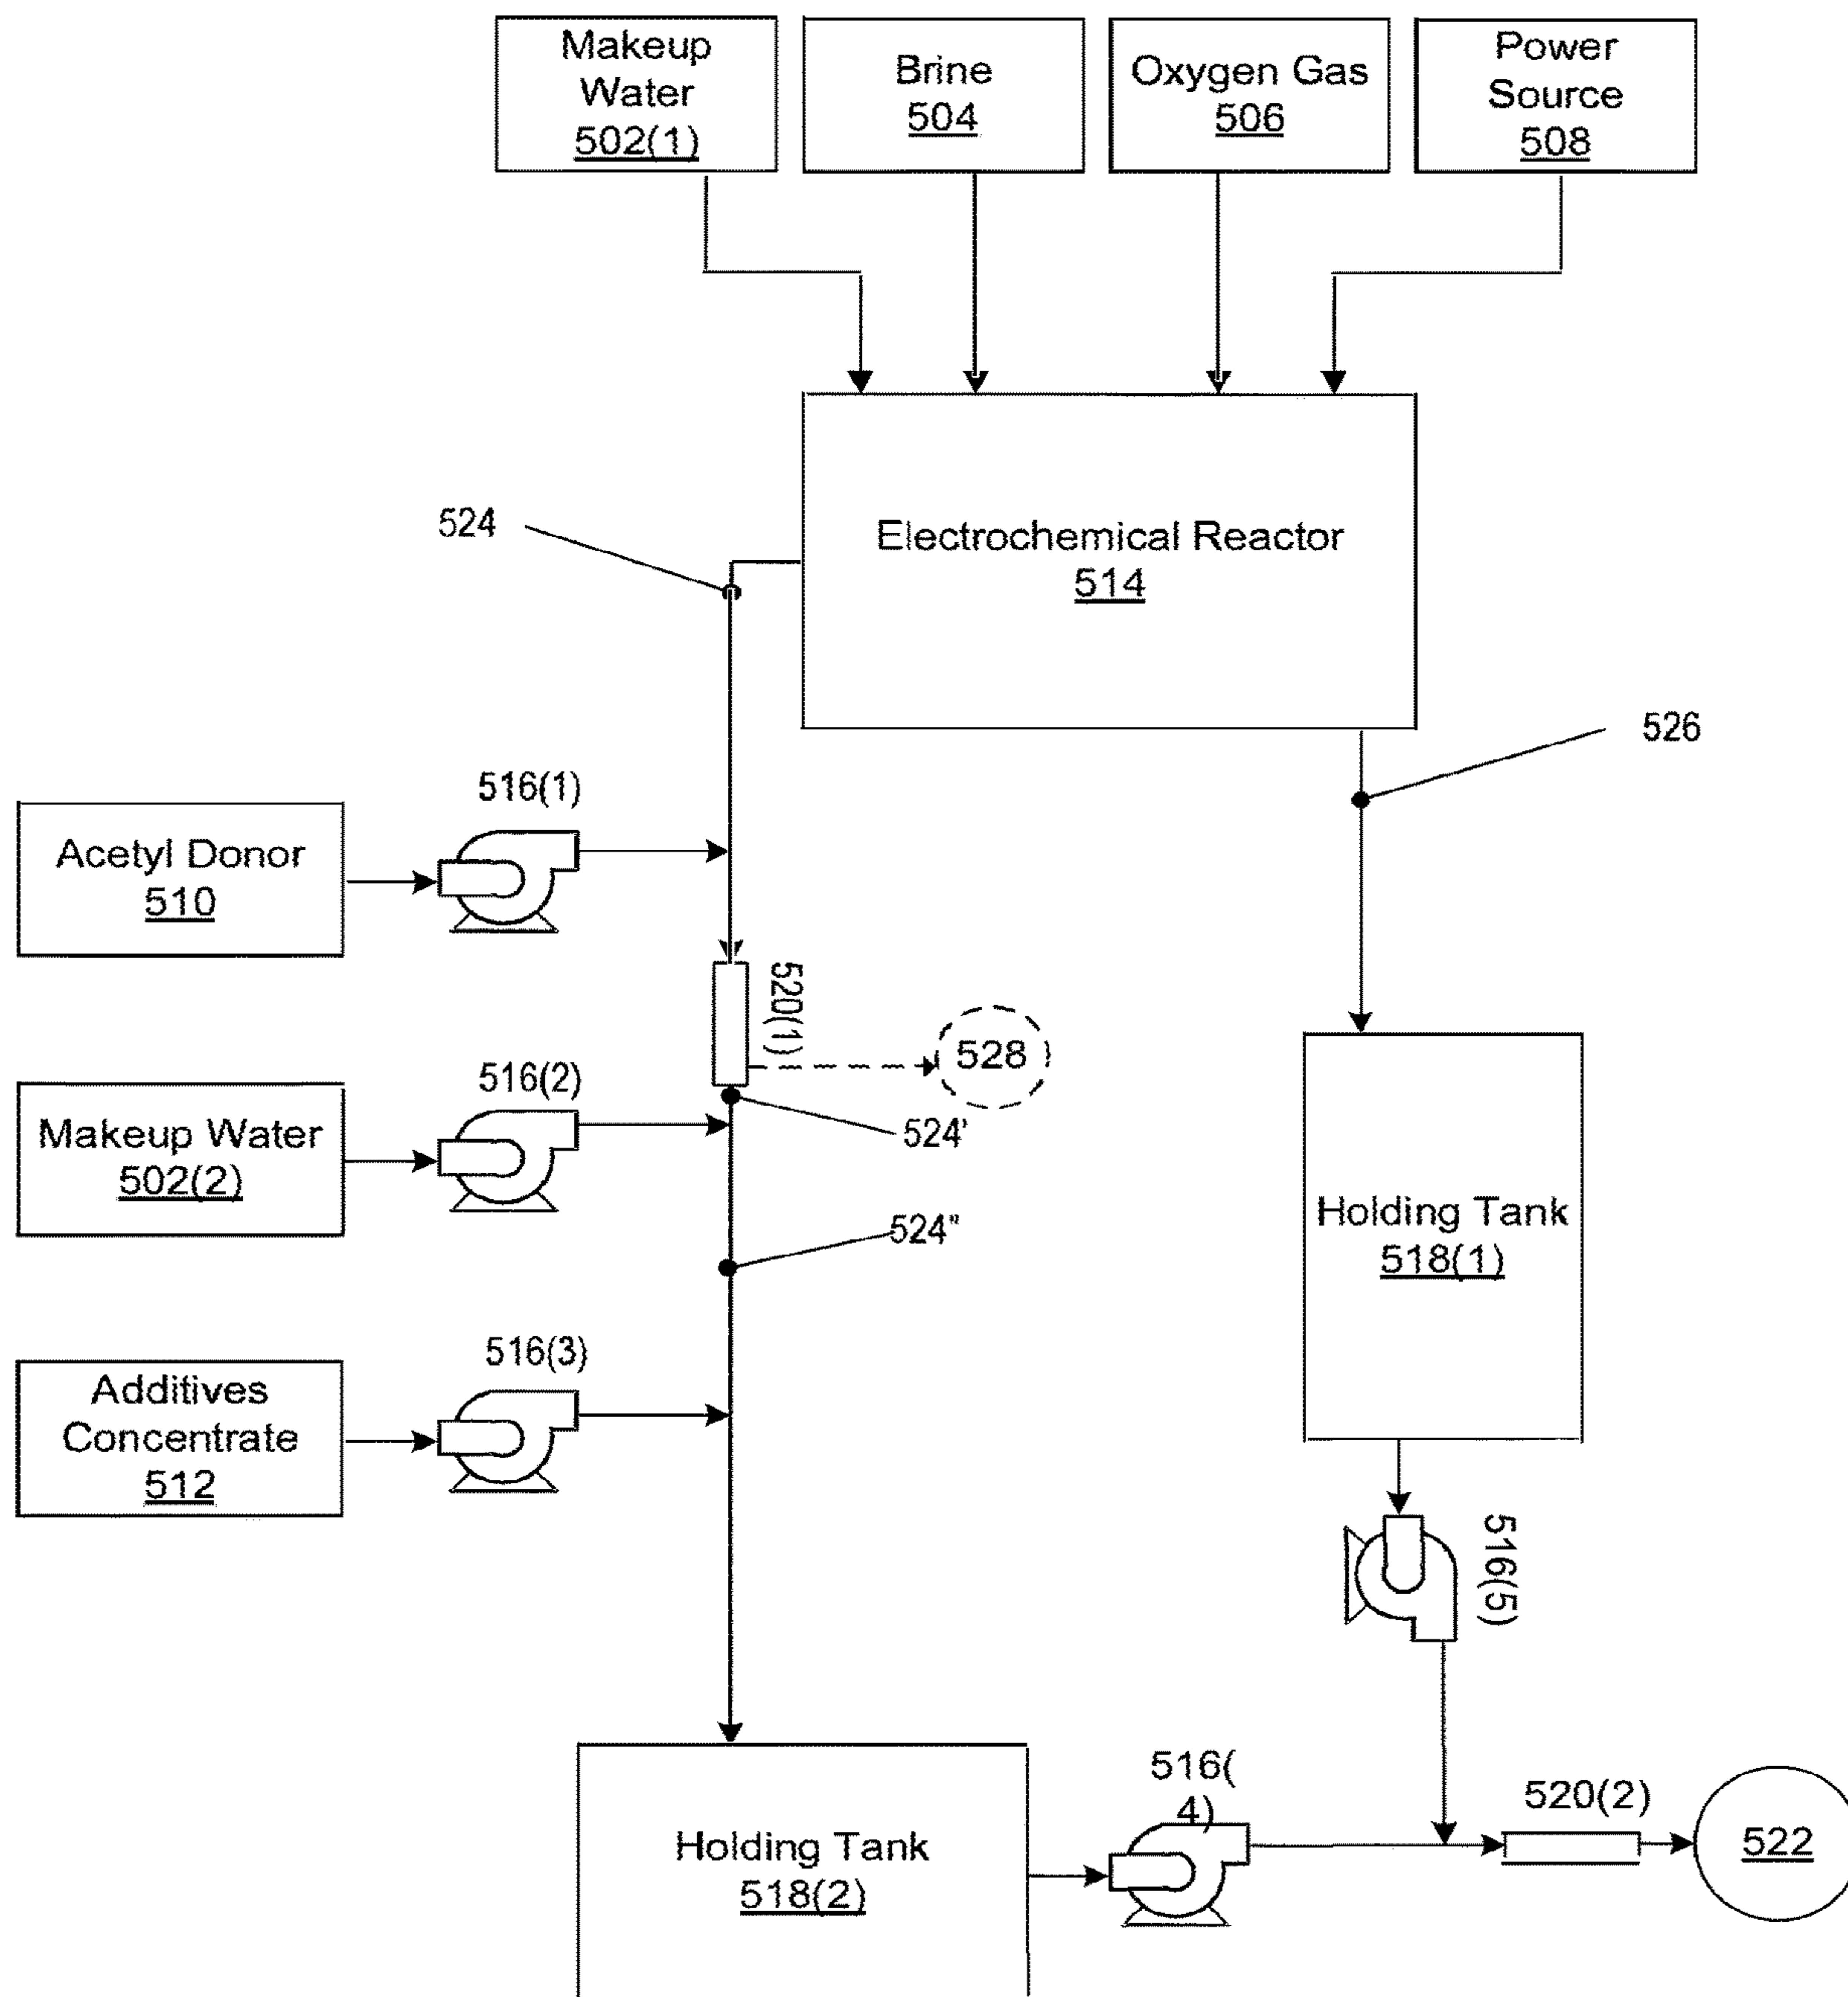 Makeup
Water
502(1)
Brine
504
Oxygen Gas
506
Power
Source
508
524
Electrochemical Reactor
514
526
516(1)
Acetyl Donor
510
520(1)
528
516(2)
524'
Makeup Water
502(2)
524"
Holding Tank
518(1)
516(3)
Additives
Concentrate
512
516(5)
516(
4)
520(2)
Holding Tank
518(2)
522